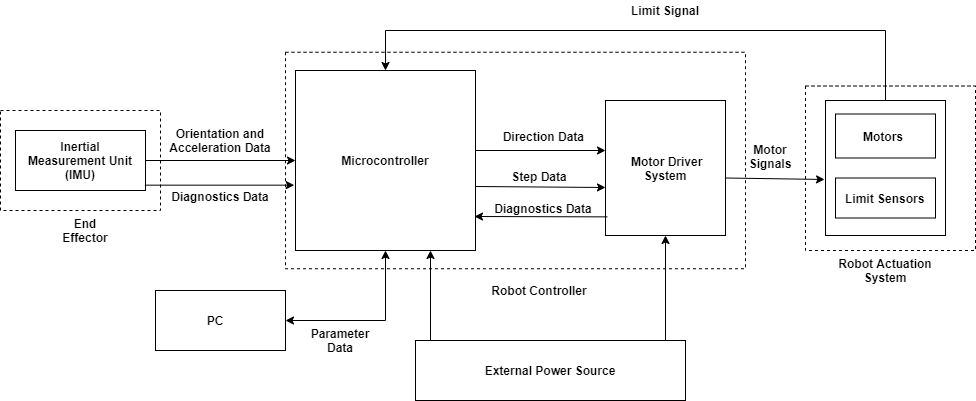 Limit Signal
Inertial
Measurement Unit
(IMU)
Orientation and
Acceleration Data
Diagnostics Data
End
Effector
Microcontroller
Direction Data
Step Data
Diagnostics Data
Motor Driver
System
Motor
Signals
Motors
Limit Sensors
Robot Actuation
System
Robot Controller
PC
Parameter
Data
External Power Source